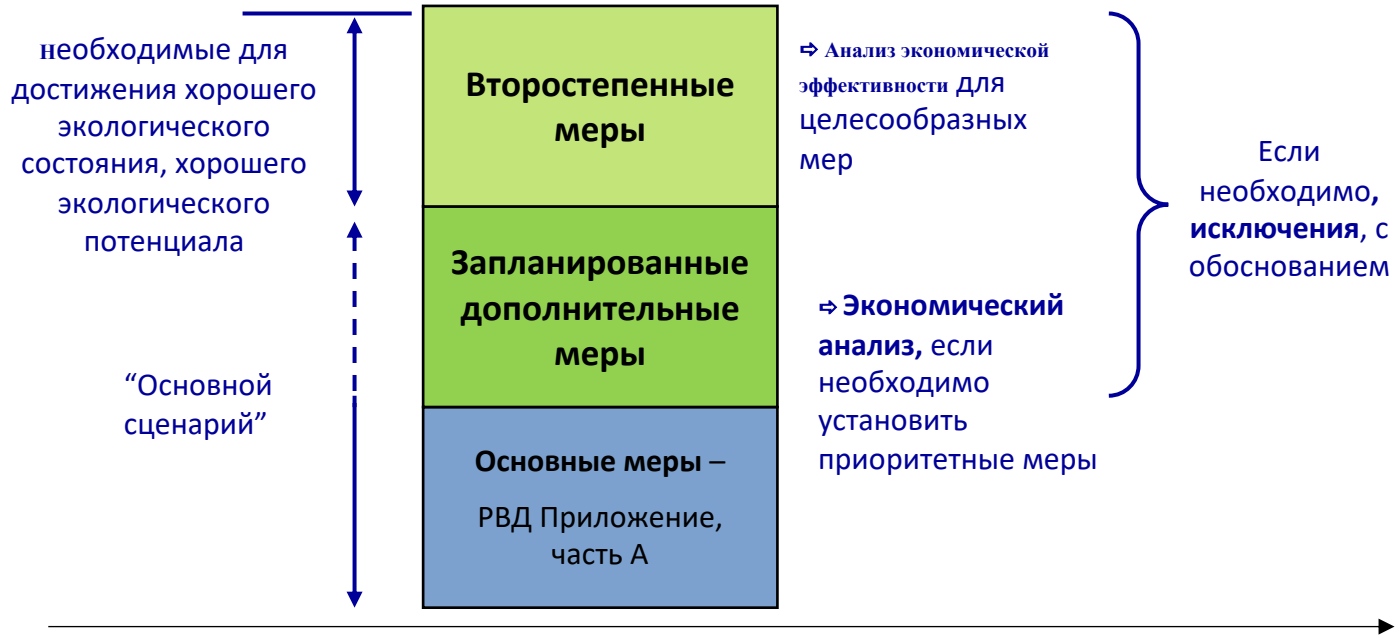 необходимые для
достижения хорошего
экологического
состояния, хорошего
экологического
потенциала
“Основной
сценарий”
Второстепенные
меры
Запланированные
дополнительные
меры
Основные меры –
РВД Приложение,
часть А
⇨ Анализ экономической
эффективности для
целесообразных
мер
⇨ Экономический
анализ, если
необходимо
установить
приоритетные меры
Если
необходимо,
исключения, с
обоснованием